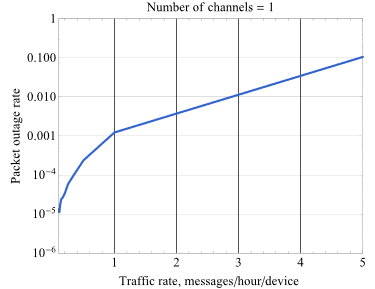 Number of channels = 1
Packet outage rate
1
0.100
0.010
0.001
10⁻⁴
10⁻⁵
10⁻⁶
1 2 3 4 5
Traffic rate, messages/hour/device